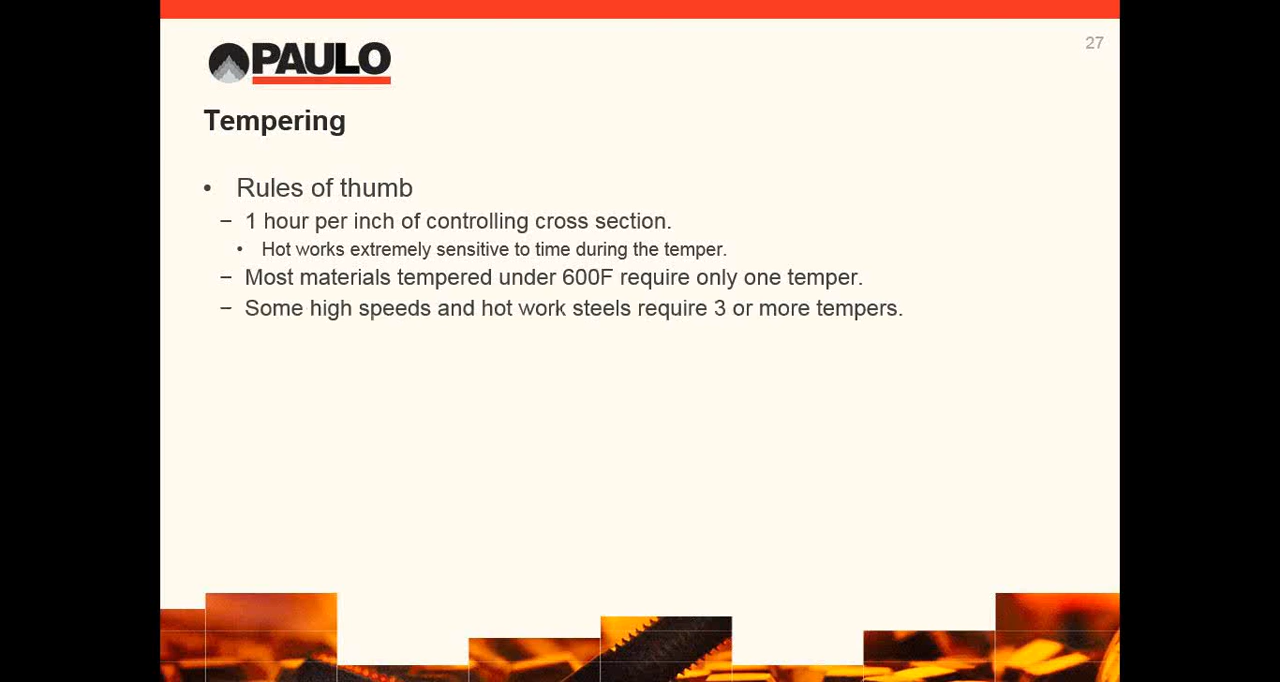 27
PAULO
Tempering
• Rules of thumb
– 1 hour per inch of controlling cross section.
• Hot works extremely sensitive to time during the temper.
– Most materials tempered under 600F require only one temper.
– Some high speeds and hot work steels require 3 or more tempers.